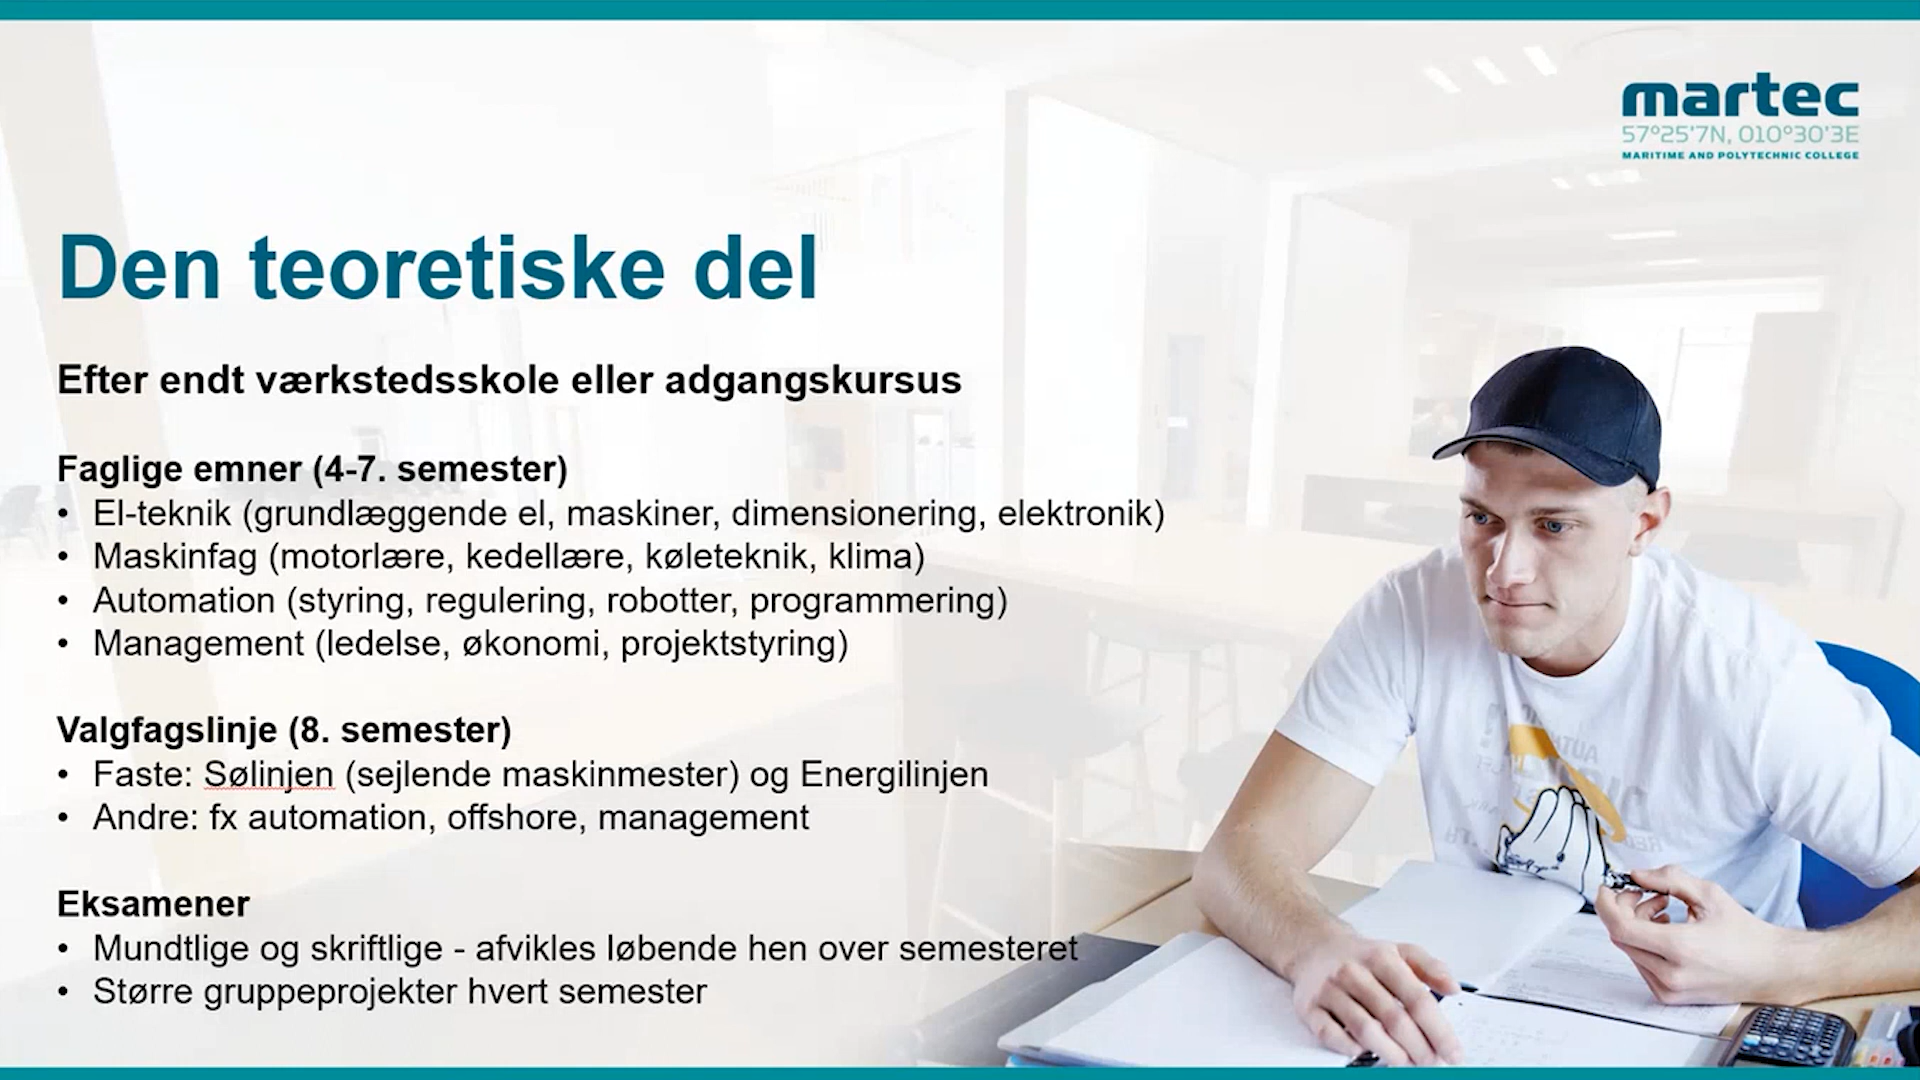 martec
57°25'7N, 010°30'3E
MARITIME AND POLYTECHNIC COLLEGE
Den teoretiske del
Efter endt værkstedsskole eller adgangskursus
Faglige emner (4-7. semester)
• El-teknik (grundlæggende el, maskiner, dimensionering, elektronik)
• Maskinfag (motorlære, kedellære, køleteknik, klima)
• Automation (styring, regulering, robotter, programmering)
• Management (ledelse, økonomi, projektstyring)
Valgfagslinje (8. semester)
• Faste: Sølinjen (sejlende maskinmester) og Energilinjen
• Andre: fx automation, offshore, management
Eksamener
• Mundtlige og skriftlige - afvikles løbende hen over semesteret
• Større gruppeprojekter hvert semester